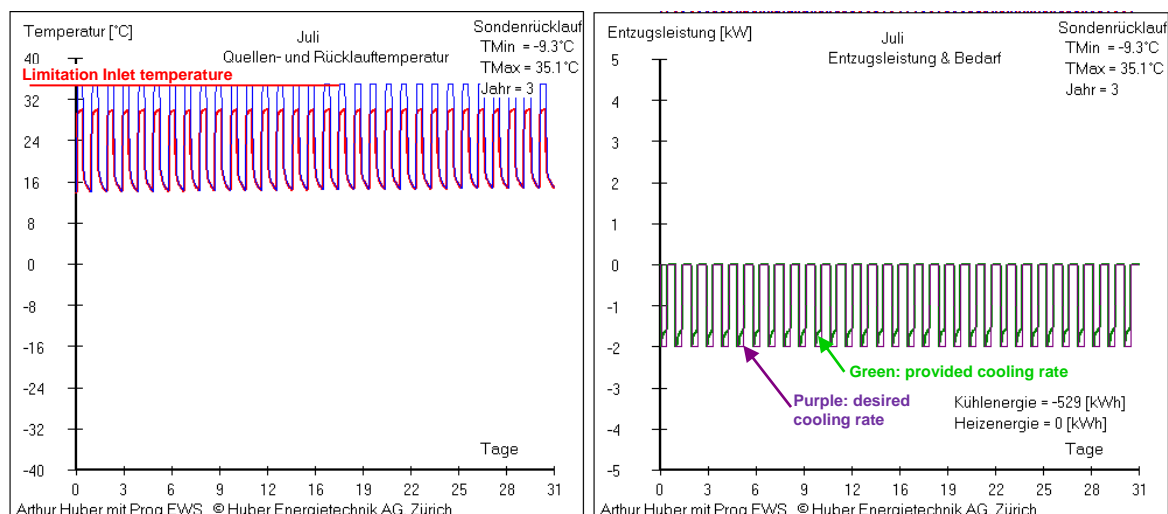 Temperatur [°C]
Juli
Quellen- und Rücklauftemperatur
Sondenrücklauf
TMin = -9.3°C
TMax = 35.1°C
Jahr = 3
Limitation Inlet temperature
40
32
24
16
8
0
-8
-16
-24
-32
-40
Tage
0 3 6 9 12 16 19 22 25 28 31
Arthur Huber mit Prog EWS © Huber Energietechnik AG, Zürich
Entzugsleistung [kW]
Juli
Entzugsleistung & Bedarf
Sondenrücklauf
TMin = -9.3°C
TMax = 35.1°C
Jahr = 3
5
4
3
2
1
0
-1
-2
-3
-4
-5
Green: provided cooling rate
Purple: desired
cooling rate
Kühlenergie = -529 [kWh]
Heizenergie = 0 [kWh]
Tage
0 3 6 9 12 16 19 22 25 28 31
Arthur Huber mit Prog EWS © Huber Energietechnik AG, Zürich